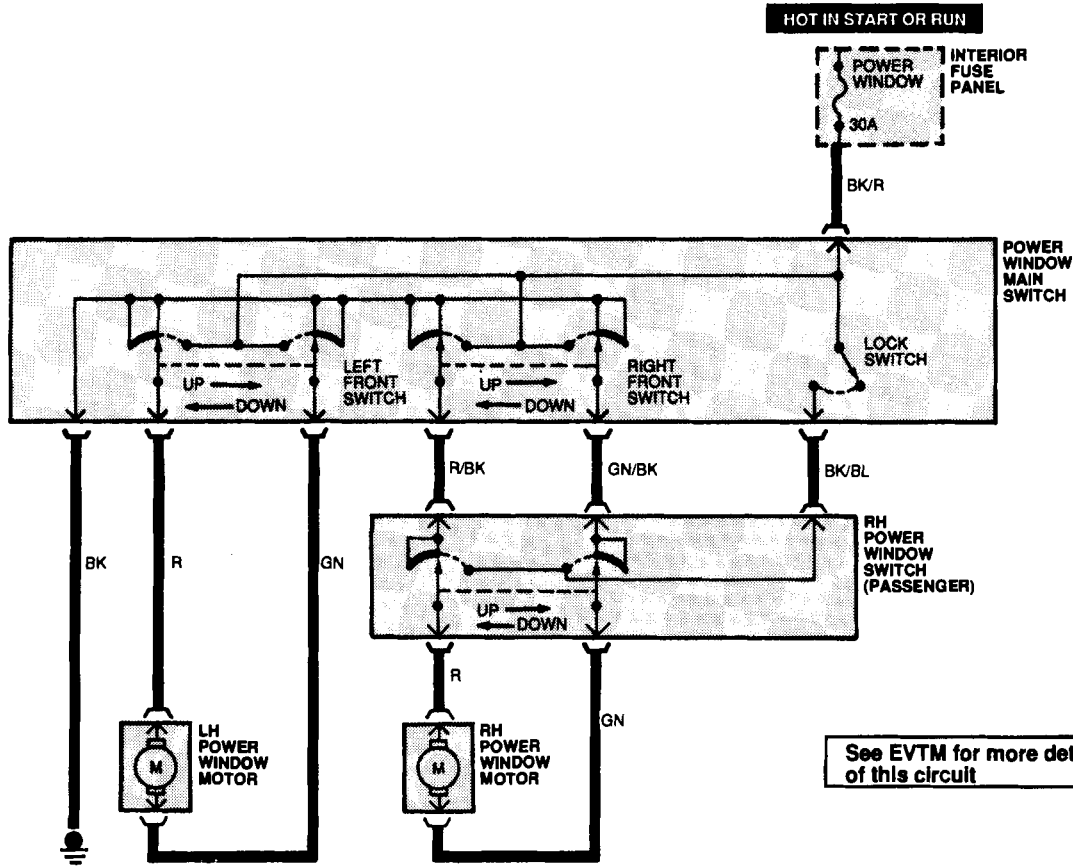 HOT IN START OR RUN
POWER
WINDOW
30A
INTERIOR
FUSE
PANEL
BK/R
POWER
WINDOW
MAIN
SWITCH
LOCK
SWITCH
LEFT
FRONT
SWITCH
UP
DOWN
RIGHT
FRONT
SWITCH
UP
DOWN
R/BK
GN/BK
BK/BL
BK
R
GN
RH
POWER
WINDOW
SWITCH
(PASSENGER)
UP
DOWN
R
GN
LH
POWER
WINDOW
MOTOR
M
RH
POWER
WINDOW
MOTOR
M
See EVTM for more det
of this circuit